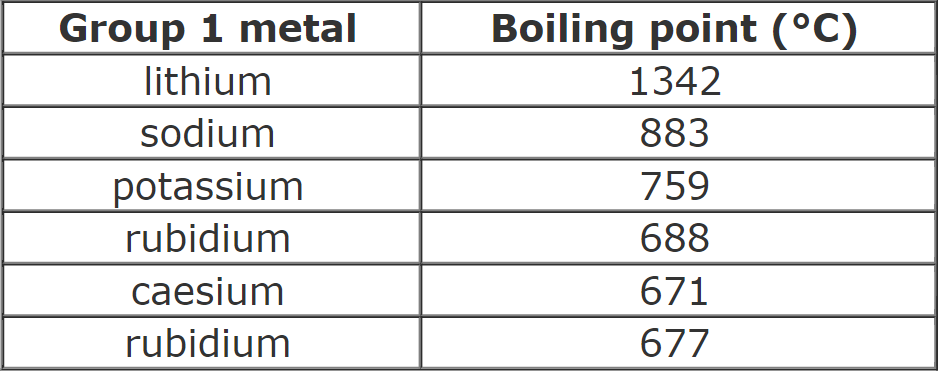 Group 1 metal Boiling point (°C)
lithium 1342
sodium 883
potassium 759
rubidium 688
caesium 671
rubidium 677